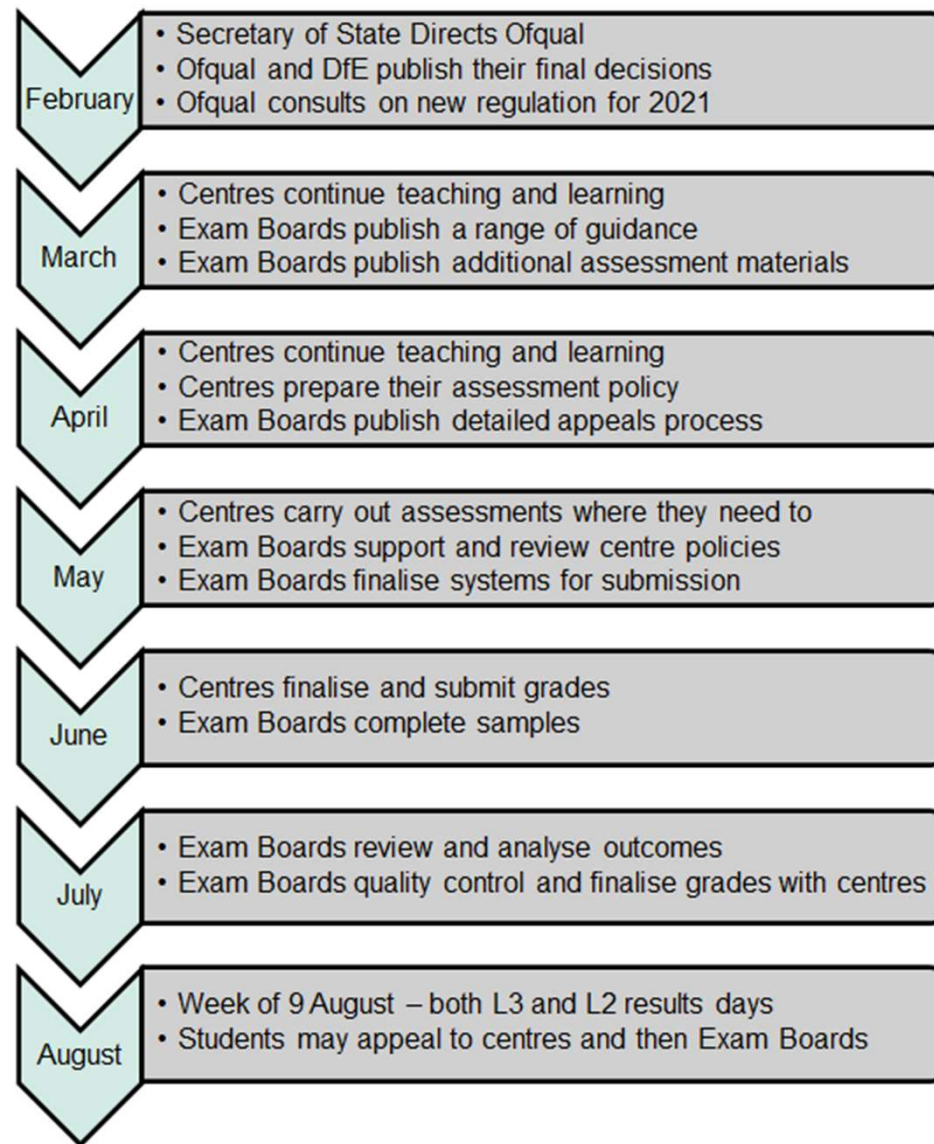 February
• Secretary of State Directs Ofqual
• Ofqual and DfE publish their final decisions
• Ofqual consults on new regulation for 2021
March
• Centres continue teaching and learning
• Exam Boards publish a range of guidance
• Exam Boards publish additional assessment materials
April
• Centres continue teaching and learning
• Centres prepare their assessment policy
• Exam Boards publish detailed appeals process
May
• Centres carry out assessments where they need to
• Exam Boards support and review centre policies
• Exam Boards finalise systems for submission
June
• Centres finalise and submit grades
• Exam Boards complete samples
July
• Exam Boards review and analyse outcomes
• Exam Boards quality control and finalise grades with centres
August
• Week of 9 August – both L3 and L2 results days
• Students may appeal to centres and then Exam Boards